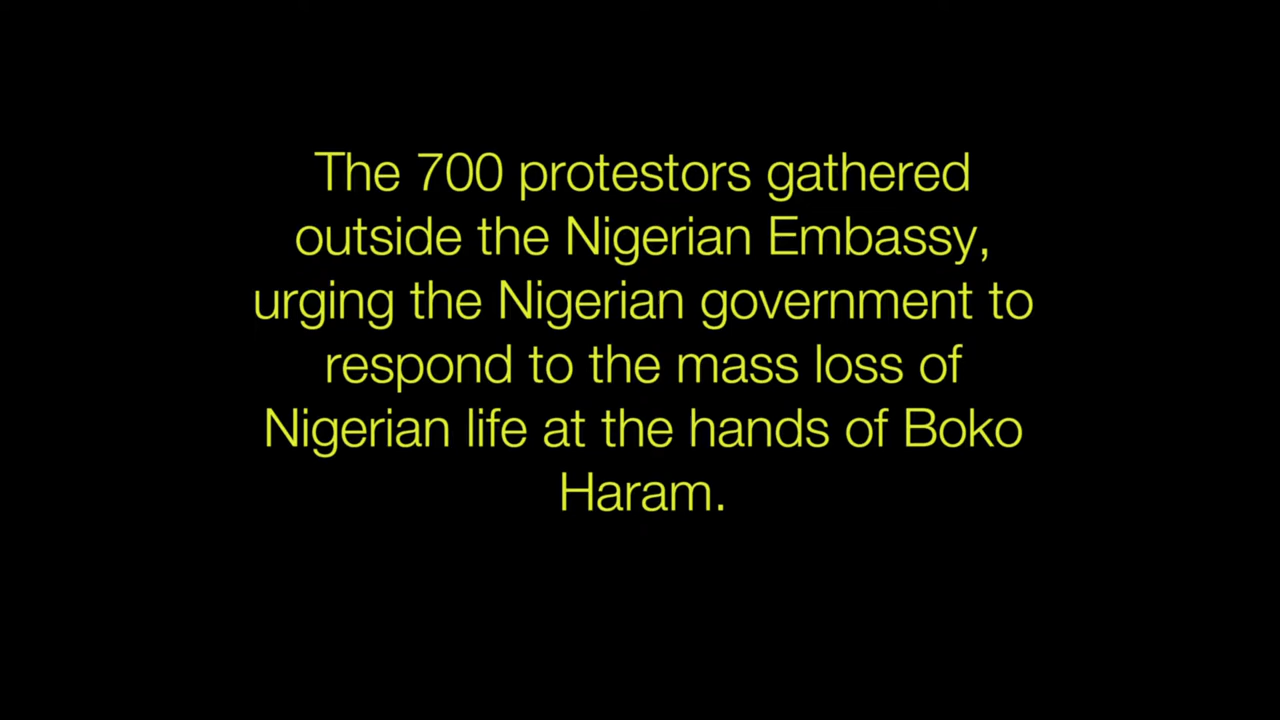 The 700 protestors gathered
outside the Nigerian Embassy,
urging the Nigerian government to
respond to the mass loss of
Nigerian life at the hands of Boko
Haram.